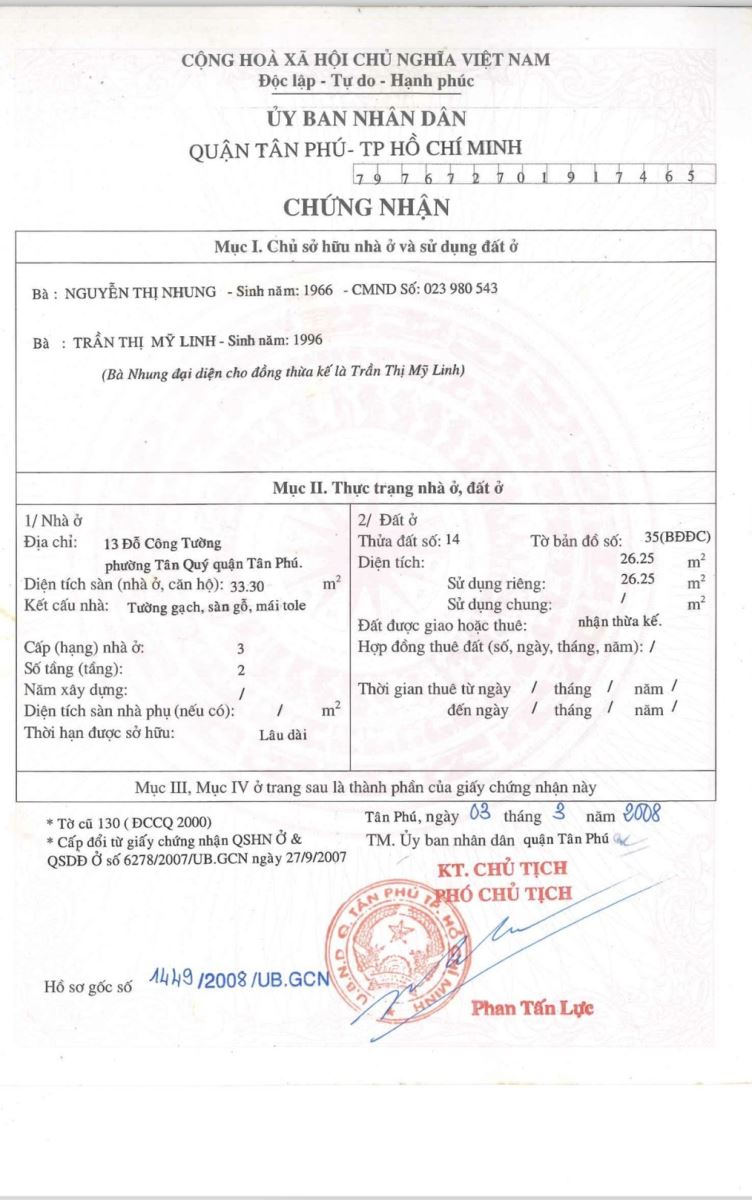 CỘNG HOÀ XÃ HỘI CHỦ NGHĨA VIỆT NAM
Độc lập - Tự do - Hạnh phúc
ỦY BAN NHÂN DÂN
QUẬN TÂN PHÚ- TP HỒ CHÍ MINH
7 9 7 6 7 2 7 0 1 9 1 7 4 6 5
CHỨNG NHẬN
Mục I. Chủ sở hữu nhà ở và sử dụng đất ở
Bà : NGUYỄN THỊ NHUNG - Sinh năm: 1966 - CMND Số: 023 980 543
Bà : TRẦN THỊ MỸ LINH - Sinh năm: 1996
(Bà Nhung đại diện cho đồng thừa kế là Trần Thị Mỹ Linh)
Mục II. Thực trạng nhà ở, đất ở
1/ Nhà ở
Địa chỉ: 13 Đỗ Công Tường
phường Tân Quý quận Tân Phú.
Diện tích sàn (nhà ở, căn hộ): 33.30 m2
Kết cấu nhà: Tường gạch, sàn gỗ, mái tole
Cấp (hạng) nhà ở: 3
Số tầng (tầng): 2
Năm xây dựng: /
Diện tích sàn nhà phụ (nếu có): / m2
Thời hạn được sở hữu: Lâu dài
2/ Đất ở
Thửa đất số: 14 Tờ bản đồ số: 35(BĐĐC)
Diện tích: 26.25 m2
Sử dụng riêng: 26.25 m2
Sử dụng chung: / m2
Đất được giao hoặc thuê: nhận thừa kế.
Hợp đồng thuê đất (số, ngày, tháng, năm): /
Thời gian thuê từ ngày / tháng / năm /
đến ngày / tháng / năm /
Mục III, Mục IV ở trang sau là thành phần của giấy chứng nhận này
* Tờ cũ 130 ( ĐCCQ 2000)
* Cấp đổi từ giấy chứng nhận QSHN Ở &
QSDĐ Ở số 6278/2007/UB.GCN ngày 27/9/2007
Tân Phú, ngày 03 tháng 3 năm 2008
TM. Ủy ban nhân dân quận Tân Phú
KT. CHỦ TỊCH
PHÓ CHỦ TỊCH
U.B.N.D Q. TÂN PHÚ TP. HỒ CHÍ MINH
Hồ sơ gốc số 1449/2008/UB.GCN
Phan Tấn Lực